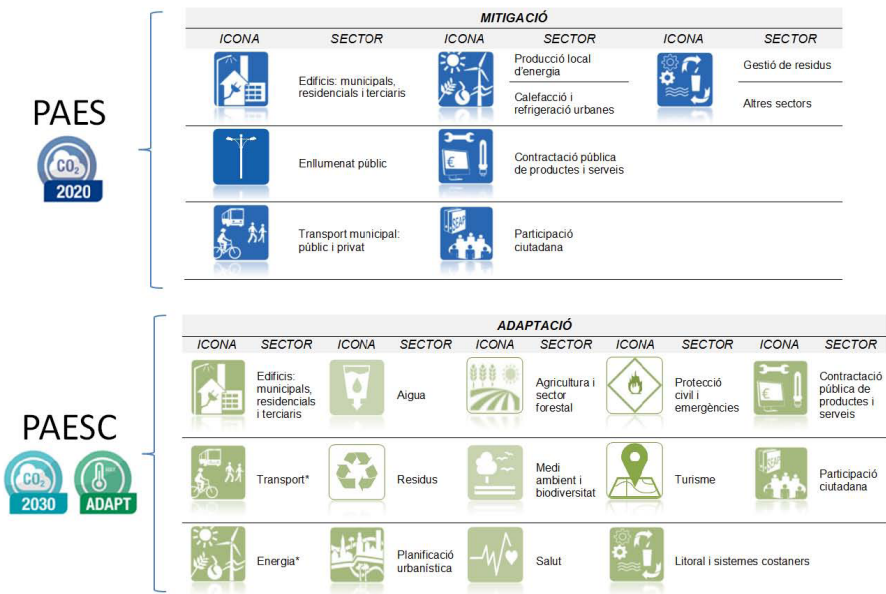 MITIGACIÓ
ICONA SECTOR ICONA SECTOR ICONA SECTOR
Edificis: municipals,
residencials i terciaris
Producció local
d'energia
Calefacció i
refrigeració urbanes
Gestió de residus
Altres sectors
PAES
CO2
2020
Enllumenat públic
€
Contractació pública
de productes i serveis
Transport municipal:
públic i privat
SEAP
Participació
ciutadana
ADAPTACIÓ
ICONA SECTOR ICONA SECTOR ICONA SECTOR ICONA SECTOR ICONA SECTOR
Edificis:
municipals,
residencials
i terciaris
Aigua
Agricultura i
sector
forestal
Protecció
civil i
emergències
€
Contractació
pública de
productes i
serveis
PAESC
CO2
2030
ADAPT
Transport*
Residus
Medi
ambient i
biodiversitat
Turisme
SEAP
Participació
ciutadana
Energia*
Planificació
urbanística
Salut
Litoral i sistemes costaners